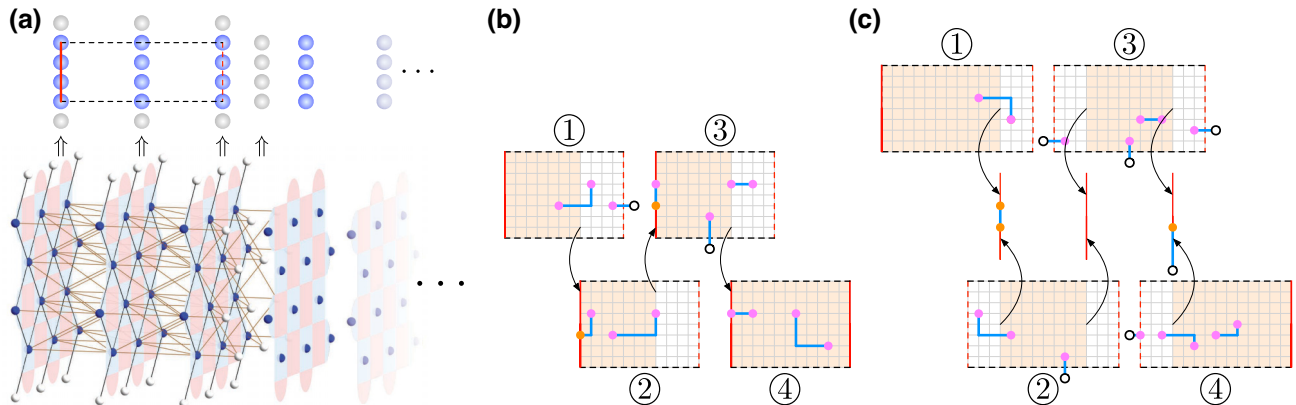 (a)
(b)
(c)
① ③
② ④
① ③
② ④